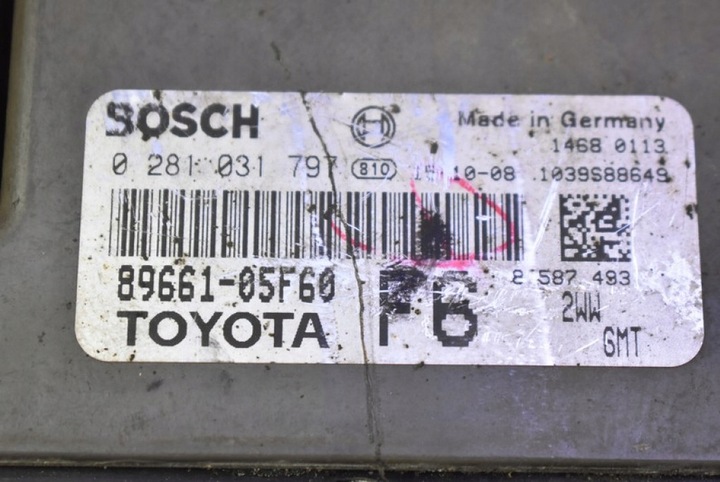 BOSCH
Made in Germany
1468 0113
0 281 031 797 810 10-08 1039S88649
89661-05F60
8 587 493
TOYOTA
F6
2WW
GMT